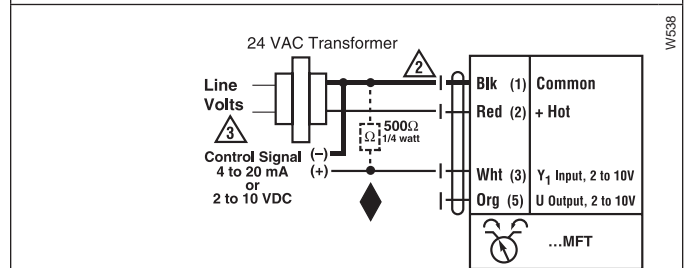 W538
24 VAC Transformer
Line
Volts
2
3
500Ω
1/4 watt
Ω
Control Signal (–)
4 to 20 mA (+)
or
2 to 10 VDC
Blk (1) Common
Red (2) + Hot
Wht (3) Y₁ Input, 2 to 10V
Org (5) U Output, 2 to 10V
...MFT